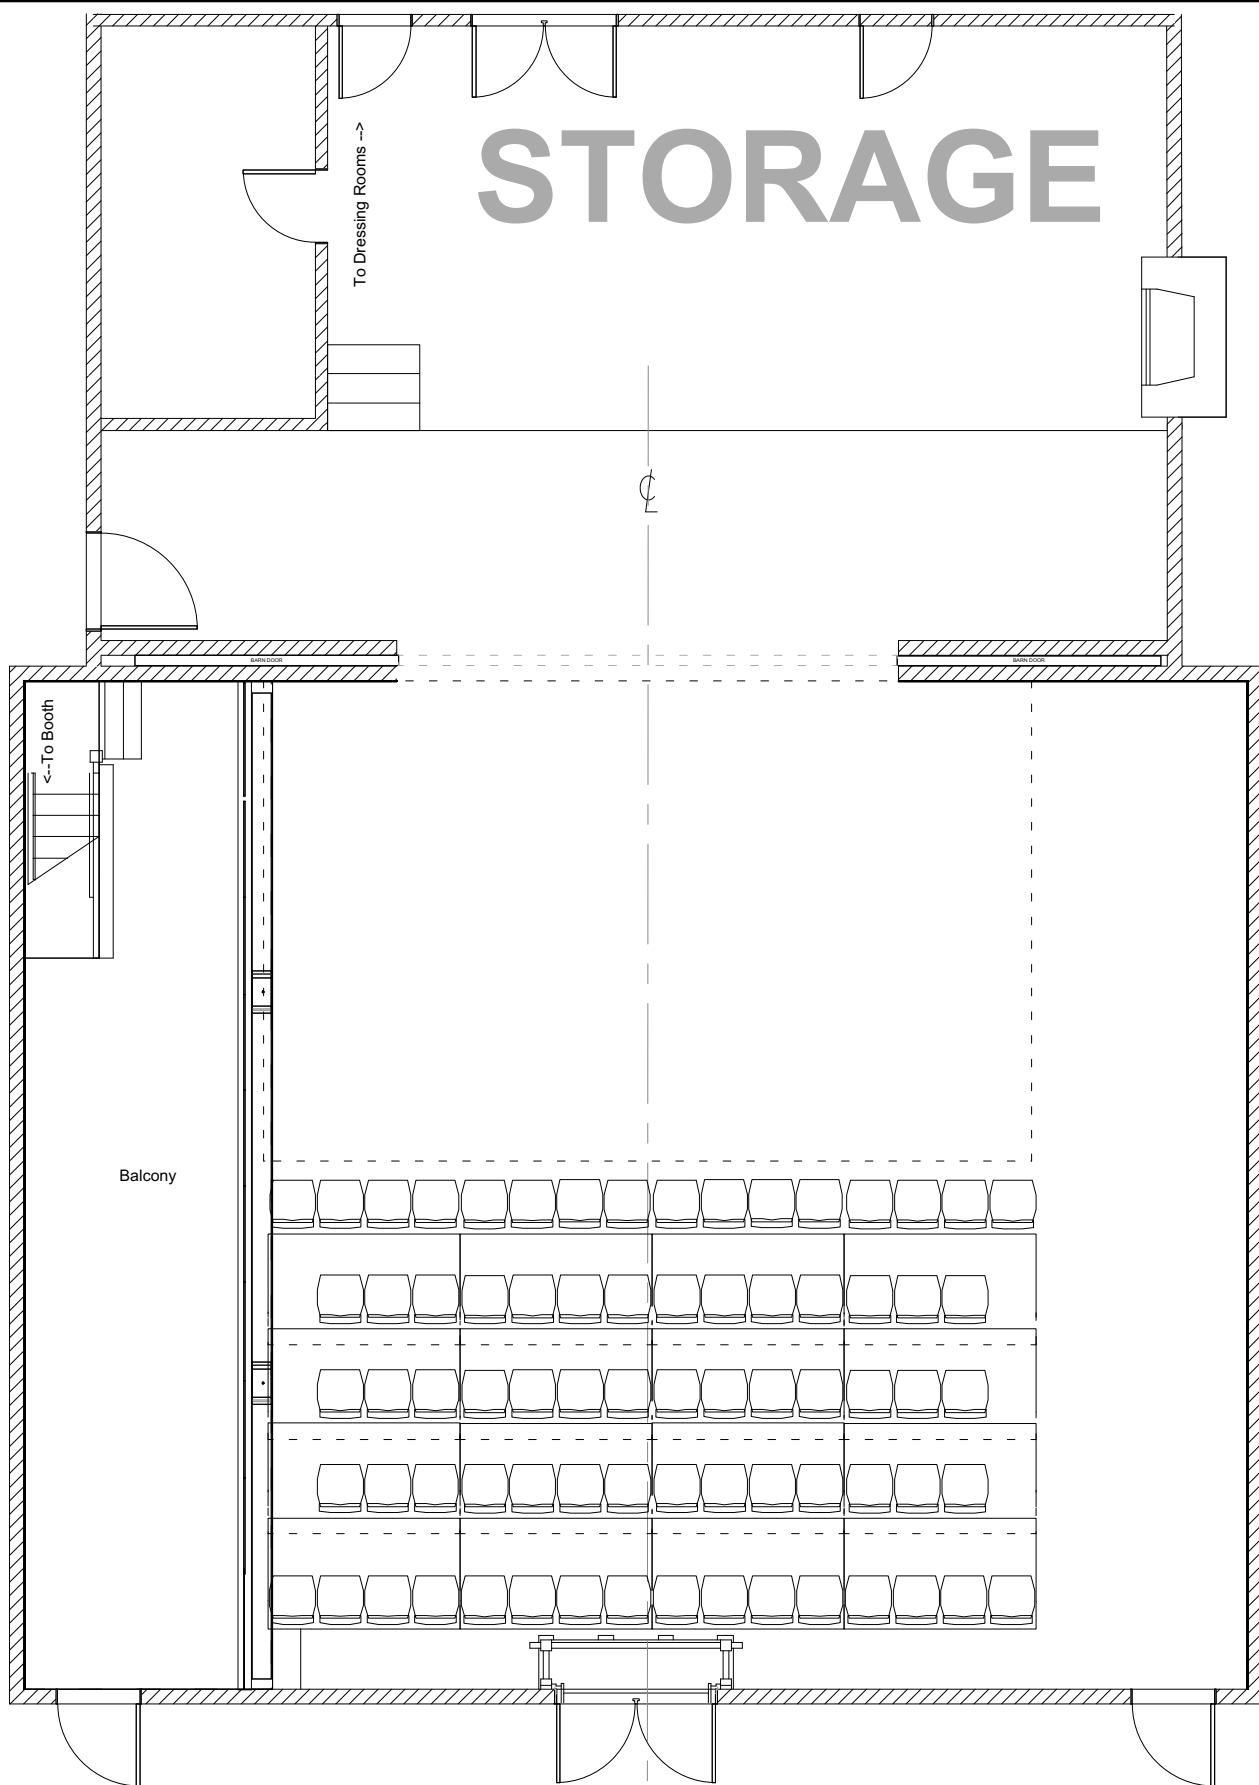 STORAGE
To Dressing Rooms -->
℄
BARN DOOR
BARN DOOR
<--To Booth
Balcony